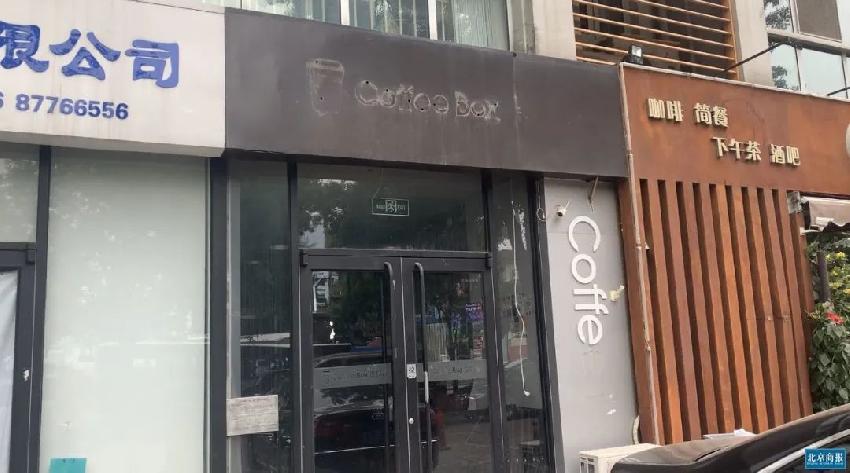 限公司
6 87766556
Coffee Box
咖啡 简餐
下午茶 酒吧
Coffe
北京商报